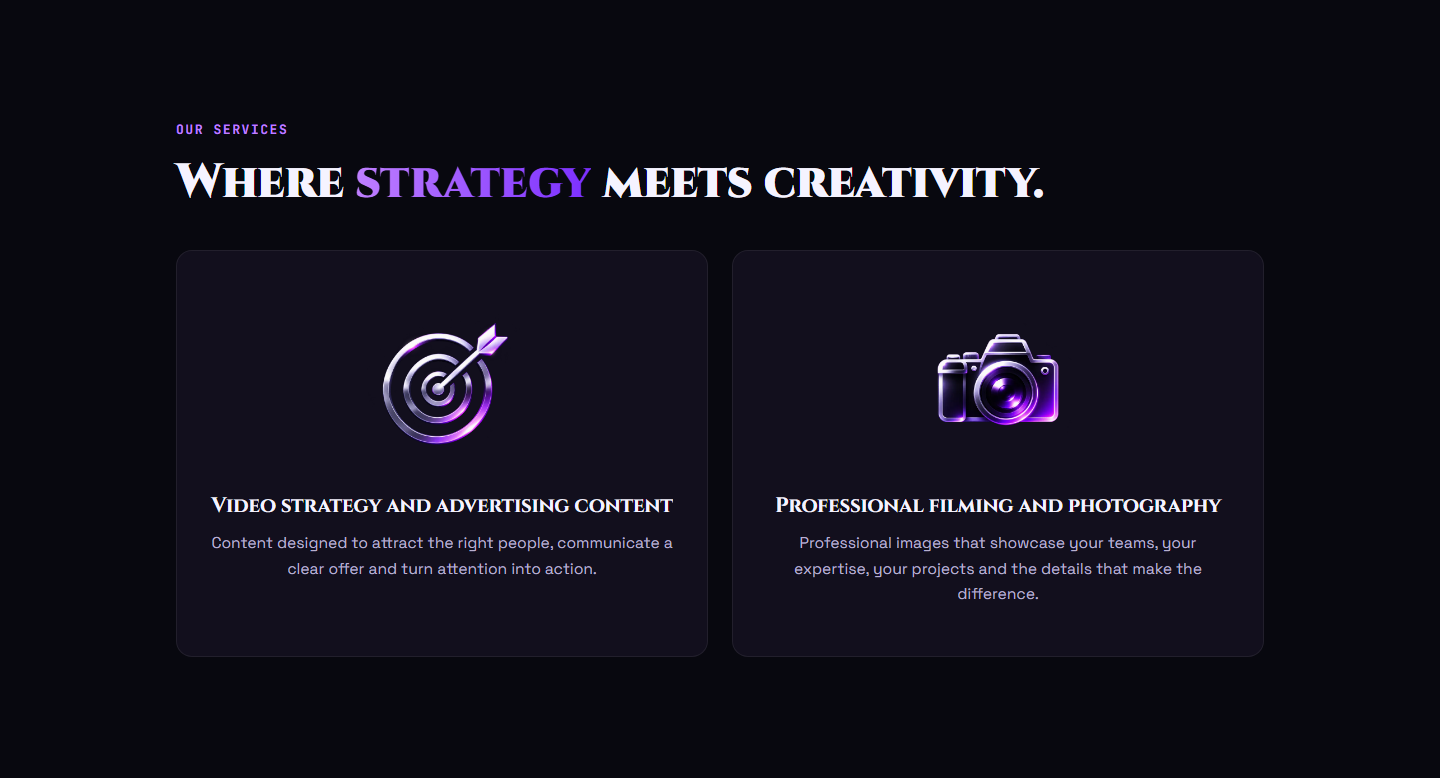 OUR SERVICES
Where strategy meets creativity.
Video strategy and advertising content
Content designed to attract the right people, communicate a
clear offer and turn attention into action.
Professional filming and photography
Professional images that showcase your teams, your
expertise, your projects and the details that make the
difference.